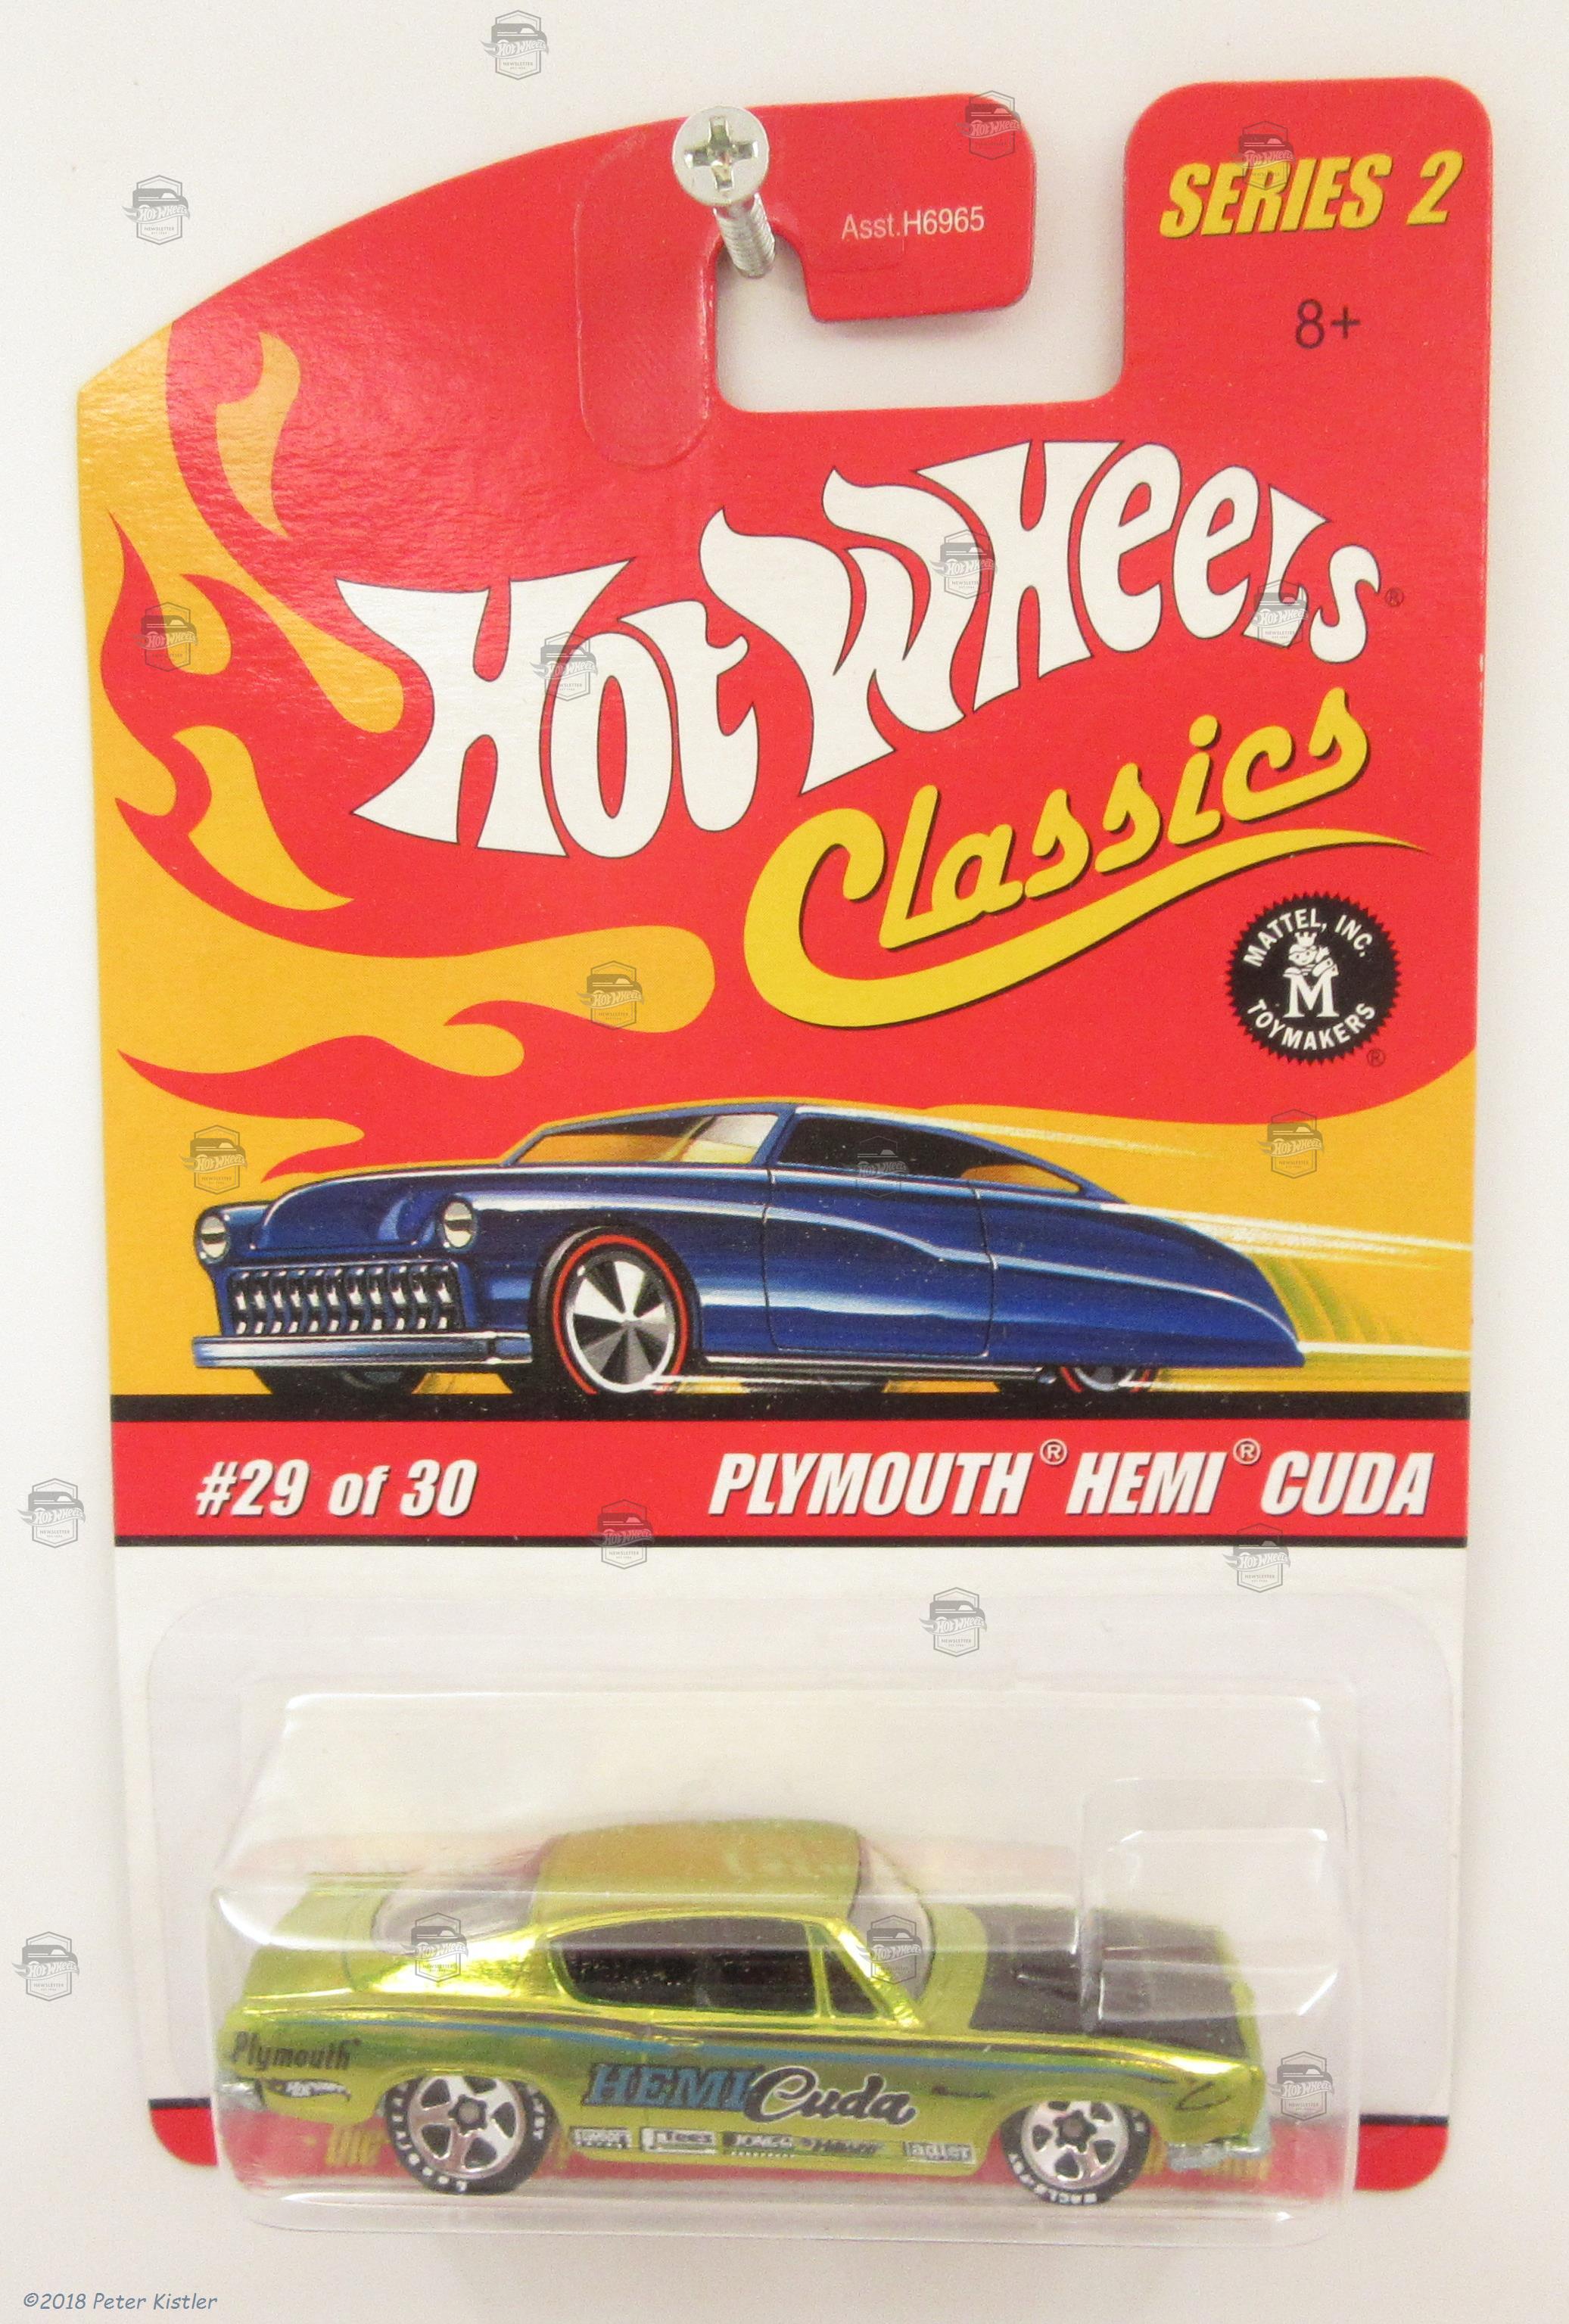 Asst.H6965
SERIES 2
8+
Hot Wheels®
Classics
MATTEL, INC.
M
TOYMAKERS
®
#29 of 30
PLYMOUTH® HEMI® CUDA
Plymouth
HEMI Cuda
adler
©2018 Peter Kistler